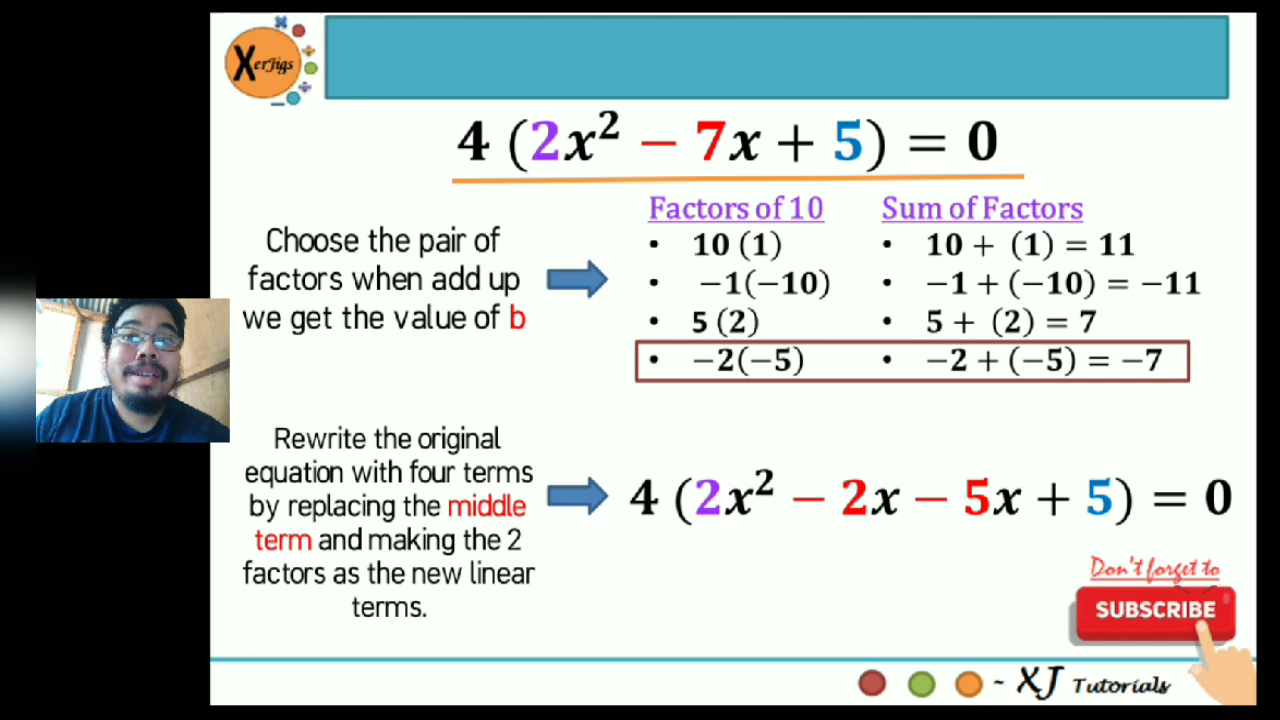 XerJigs
4 (2x² − 7x + 5) = 0
Choose the pair of
factors when add up
we get the value of b
Factors of 10
• 10 (1)
• −1(−10)
• 5 (2)
• −2(−5)
Sum of Factors
• 10 + (1) = 11
• −1 + (−10) = −11
• 5 + (2) = 7
• −2 + (−5) = −7
Rewrite the original
equation with four terms
by replacing the middle
term and making the 2
factors as the new linear
terms.
4 (2x² − 2x − 5x + 5) = 0
Don't forget to
SUBSCRIBE
~ XJ Tutorials